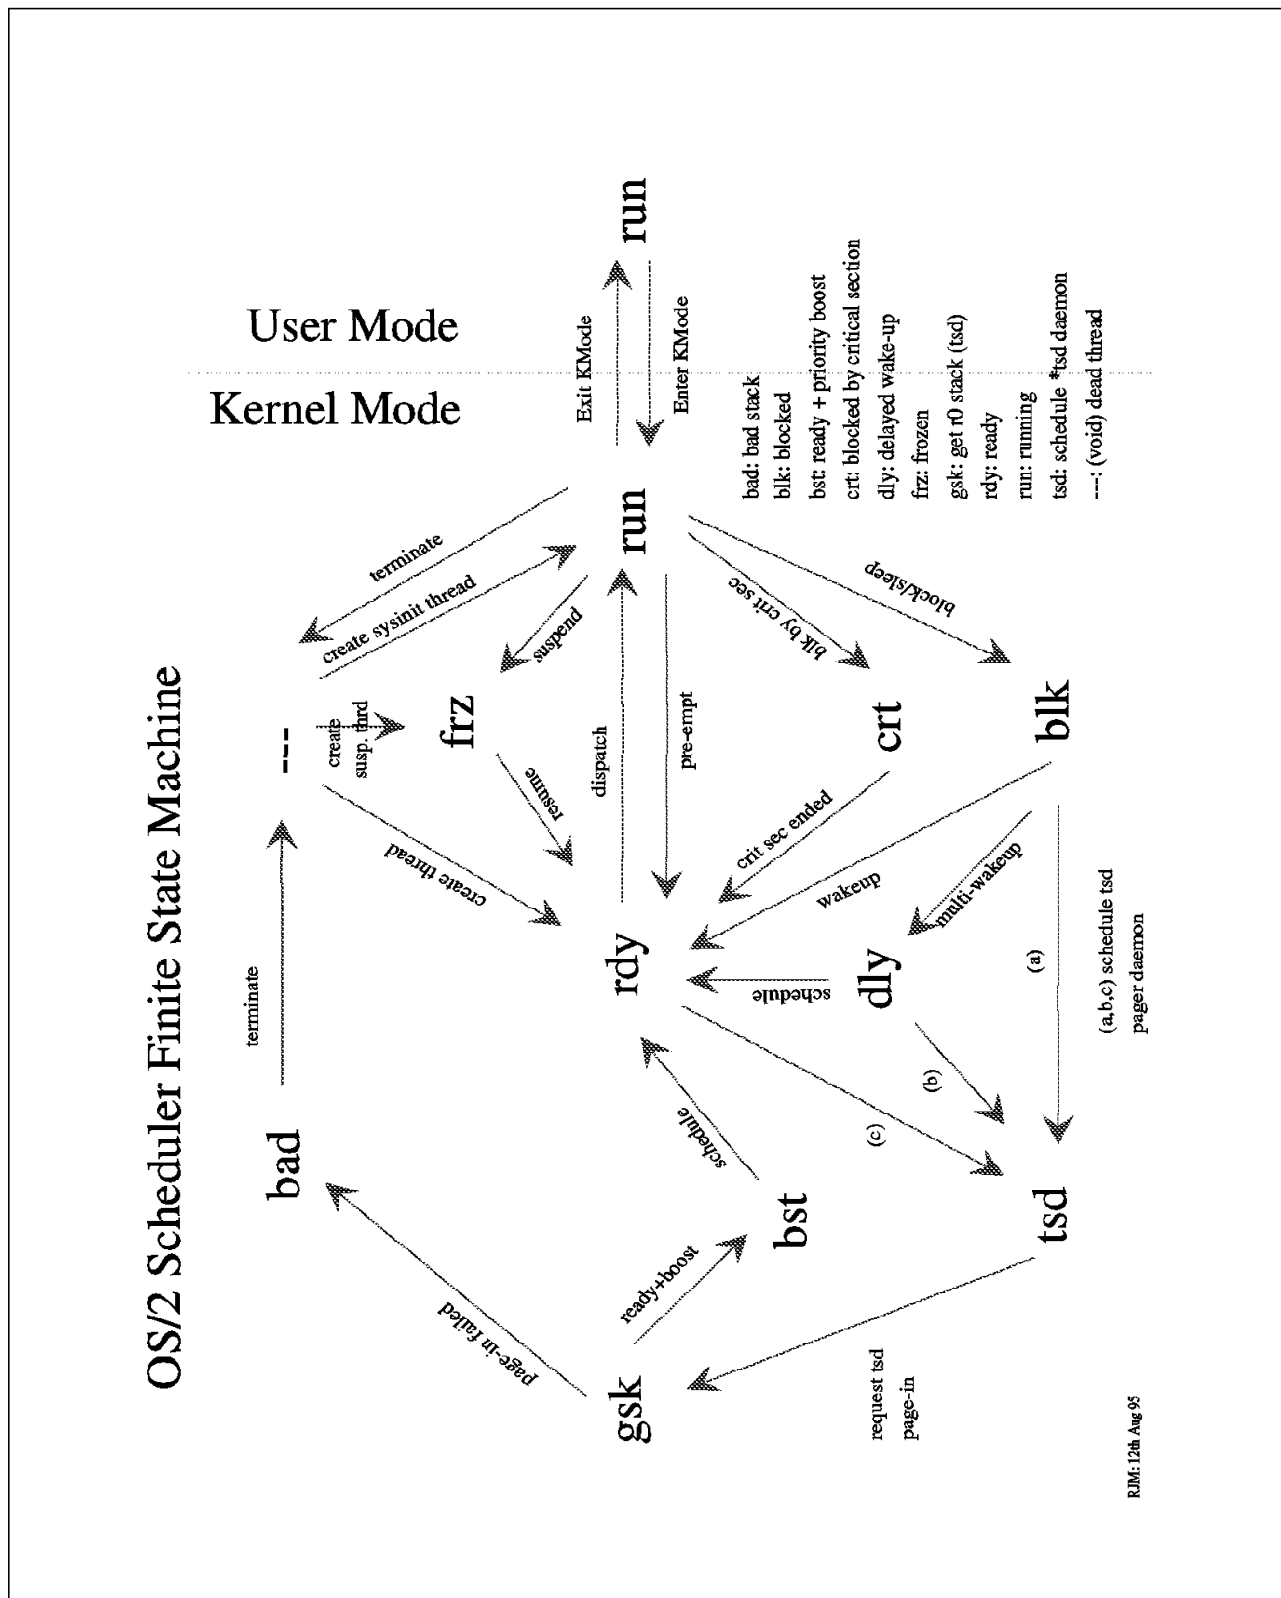 OS/2 Scheduler Finite State Machine
User Mode
Kernel Mode
bad
terminate
---
terminate
create sysinit thread
create
susp. thrd
create thread
frz
suspend
resume
page-in failed
gsk
ready+boost
bst
schedule
rdy
dispatch
pre-empt
run
Exit KMode
Enter KMode
run
blk by crit sec
block/sleep
crt
crit sec ended
blk
wakeup
multi-wakeup
dly
schedule
(a)
(b)
(c)
tsd
request tsd
page-in
(a,b,c) schedule tsd
pager daemon
bad: bad stack
blk: blocked
bst: ready + priority boost
crt: blocked by critical section
dly: delayed wake-up
frz: frozen
gsk: get r0 stack (tsd)
rdy: ready
run: running
tsd: schedule *tsd daemon
---: (void) dead thread
RJM: 12th Aug 95